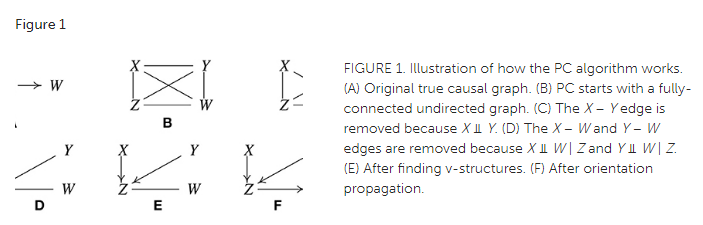 Figure 1
X Y X
W
Z W Z
B
Y X Y X
W Z W Z
D E F
FIGURE 1. Illustration of how the PC algorithm works.
(A) Original true causal graph. (B) PC starts with a fully-
connected undirected graph. (C) The X – Y edge is
removed because X ⫫ Y. (D) The X – W and Y – W
edges are removed because X ⫫ W | Z and Y ⫫ W | Z.
(E) After finding v-structures. (F) After orientation
propagation.